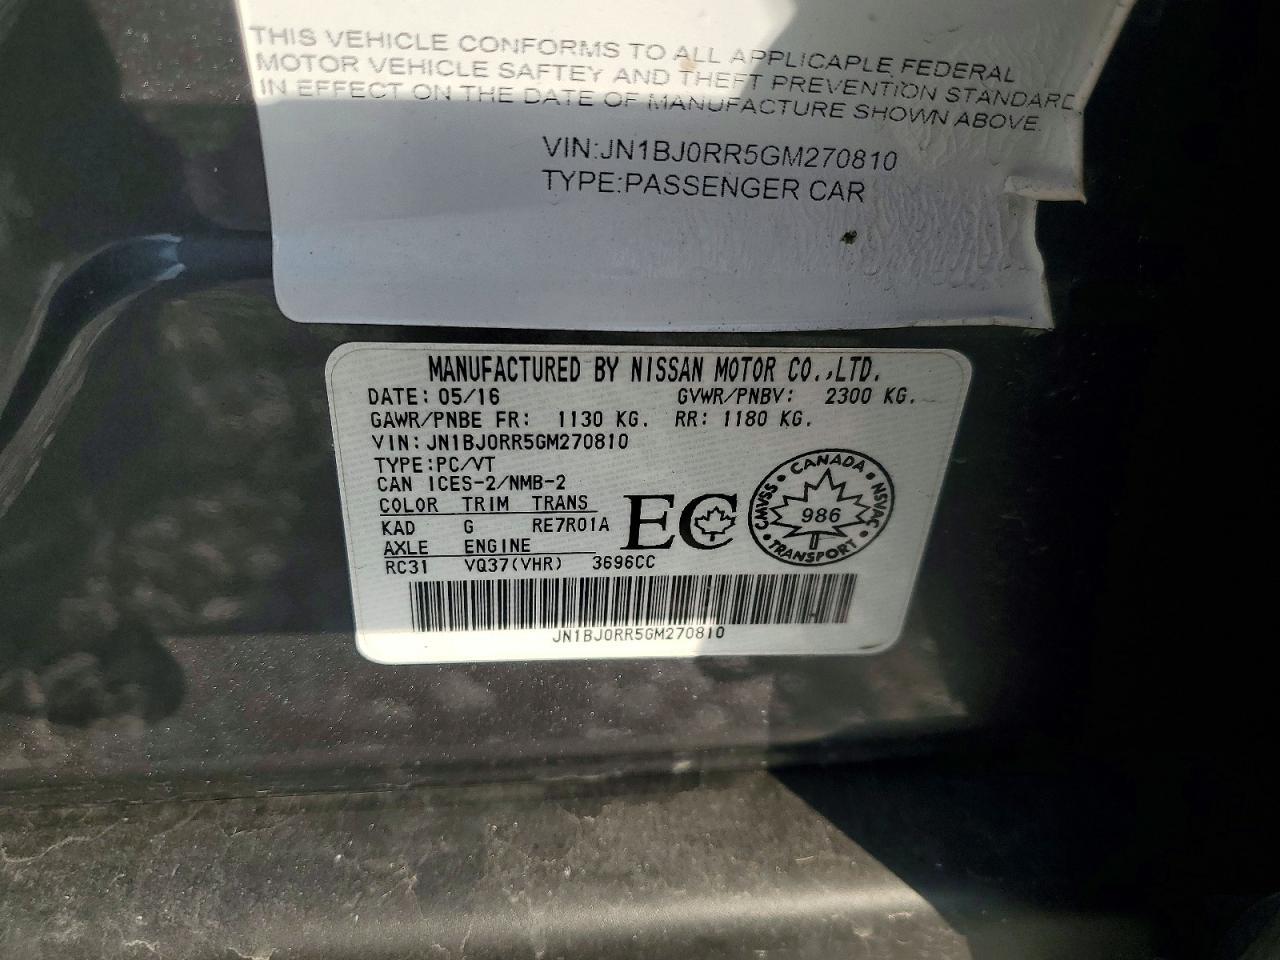 THIS VEHICLE CONFORMS TO ALL APPLICAPLE FEDERAL
MOTOR VEHICLE SAFTEY AND THEFT PREVENTION STANDARD
IN EFFECT ON THE DATE OF MANUFACTURE SHOWN ABOVE.
VIN:JN1BJ0RR5GM270810
TYPE:PASSENGER CAR
MANUFACTURED BY NISSAN MOTOR CO.,LTD.
DATE: 05/16 GVWR/PNBV: 2300 KG.
GAWR/PNBE FR: 1130 KG. RR: 1180 KG.
VIN:JN1BJ0RR5GM270810
TYPE:PC/VT
CAN ICES-2/NMB-2
COLOR TRIM TRANS
KAD G RE7R01A
AXLE ENGINE
RC31 VQ37(VHR) 3696CC
EC
CANADA
CMVSS NSVAC
986
TRANSPORT
JN1BJ0RR5GM270810